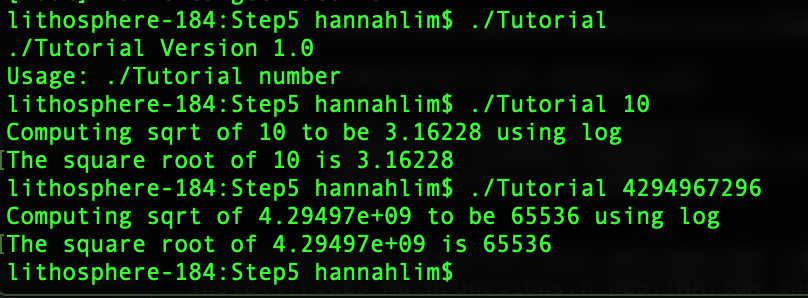 lithosphere-184:Step5 hannahlim$ ./Tutorial
./Tutorial Version 1.0
Usage: ./Tutorial number
lithosphere-184:Step5 hannahlim$ ./Tutorial 10
Computing sqrt of 10 to be 3.16228 using log
[The square root of 10 is 3.16228
lithosphere-184:Step5 hannahlim$ ./Tutorial 4294967296
Computing sqrt of 4.29497e+09 to be 65536 using log
[The square root of 4.29497e+09 is 65536
lithosphere-184:Step5 hannahlim$